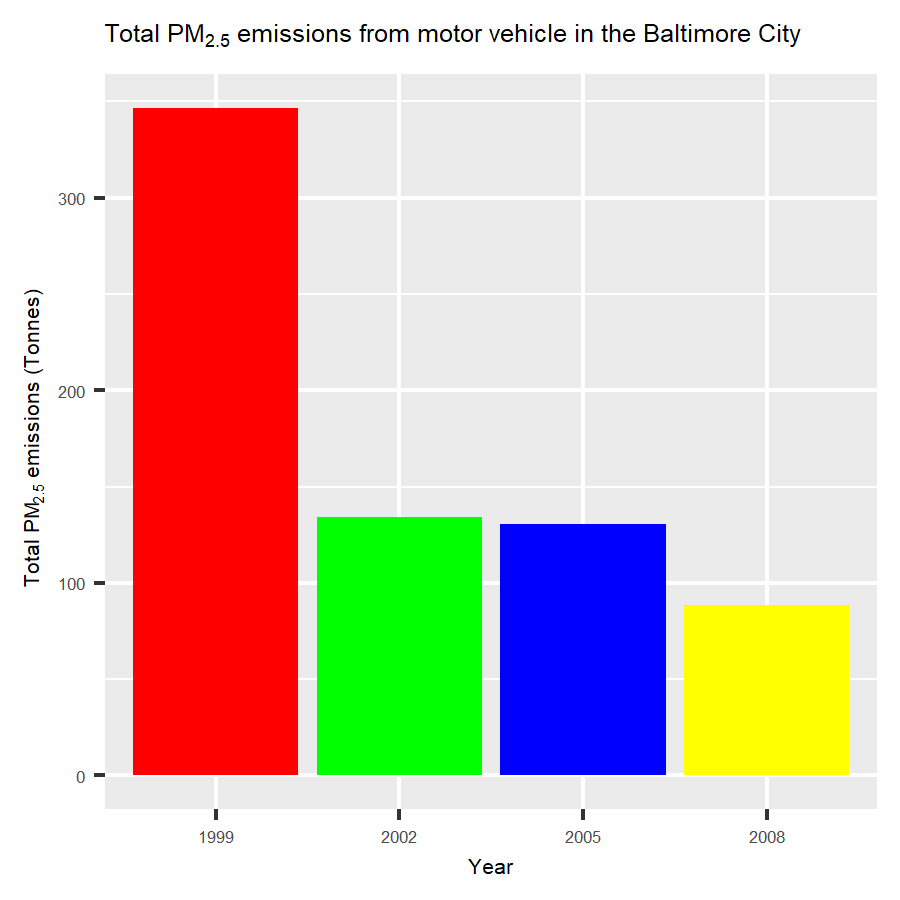 Total PM2.5 emissions from motor vehicle in the Baltimore City
Total PM2.5 emissions (Tonnes)
300
200
100
0
1999 2002 2005 2008
Year